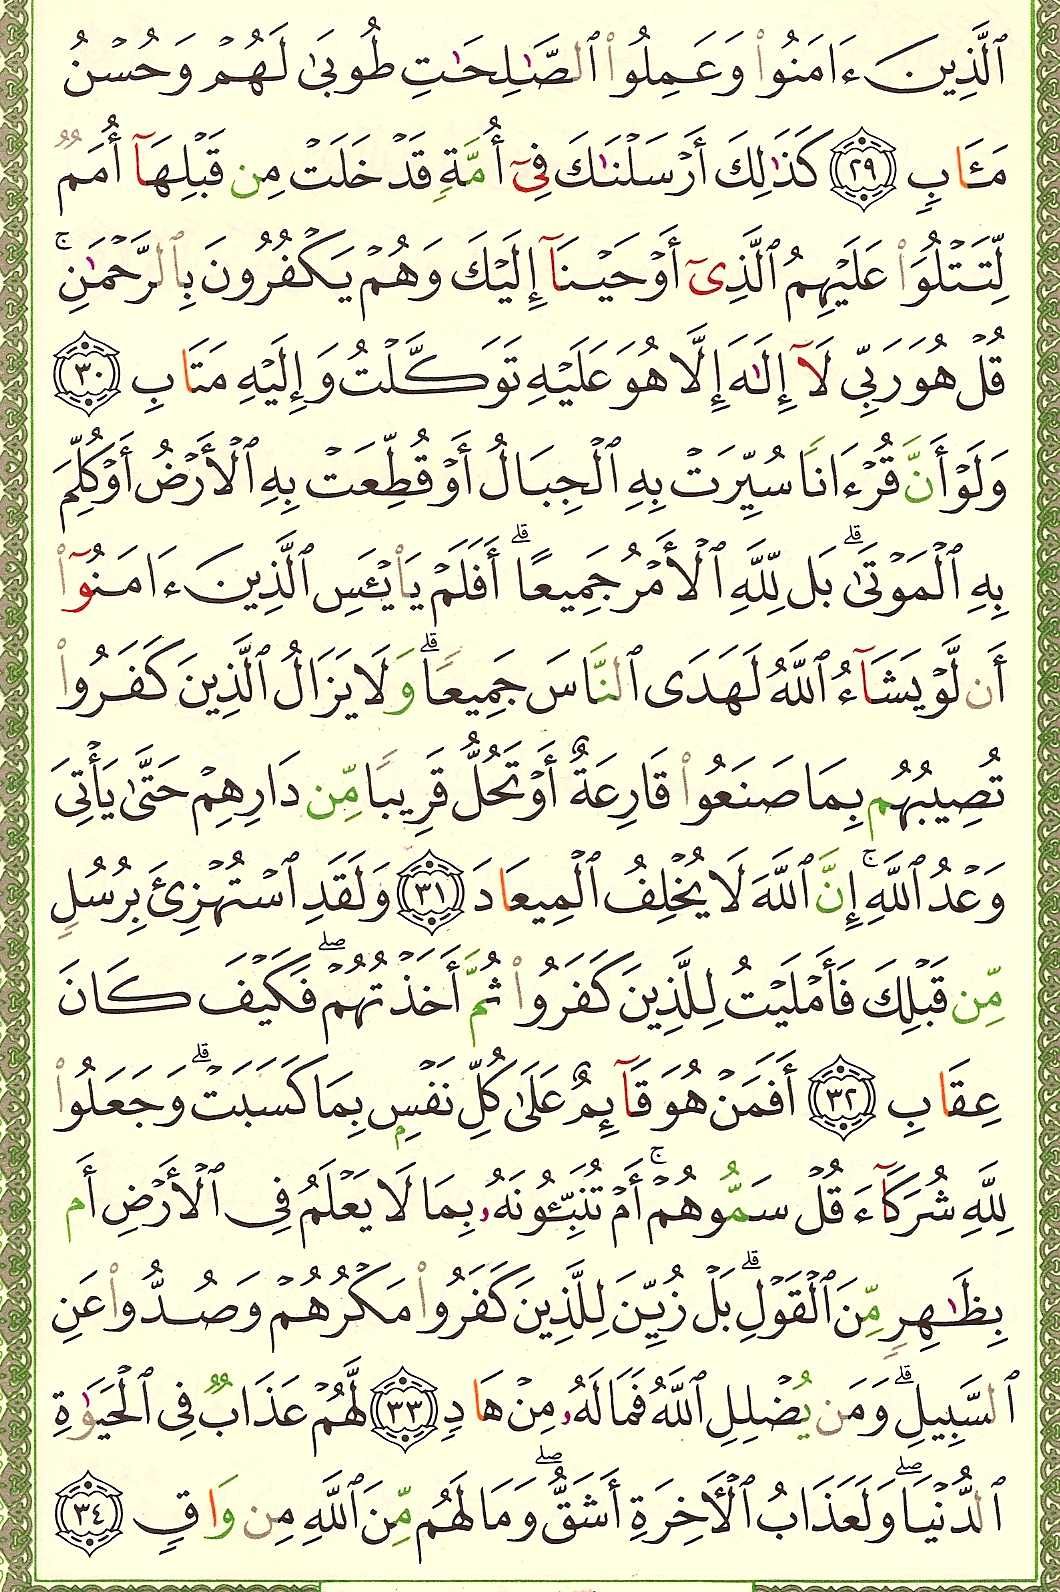 ٱلَّذِينَ ءَامَنُوا۟ وَعَمِلُوا۟ ٱلصَّـٰلِحَـٰتِ طُوبَىٰ لَهُمْ وَحُسْنُ
مَـَٔابٍ ٢٩ كَذَٰلِكَ أَرْسَلْنَـٰكَ فِىٓ أُمَّةٍ قَدْ خَلَتْ مِن قَبْلِهَآ أُمَمٌ
لِّتَتْلُوَا۟ عَلَيْهِمُ ٱلَّذِىٓ أَوْحَيْنَآ إِلَيْكَ وَهُمْ يَكْفُرُونَ بِٱلرَّحْمَـٰنِ ۚ
قُلْ هُوَ رَبِّى لَآ إِلَـٰهَ إِلَّا هُوَ عَلَيْهِ تَوَكَّلْتُ وَإِلَيْهِ مَتَابِ ٣٠
وَلَوْ أَنَّ قُرْءَانًا سُيِّرَتْ بِهِ ٱلْجِبَالُ أَوْ قُطِّعَتْ بِهِ ٱلْأَرْضُ أَوْ كُلِّمَ
بِهِ ٱلْمَوْتَىٰ ۗ بَل لِّلَّهِ ٱلْأَمْرُ جَمِيعًا ۗ أَفَلَمْ يَا۟يْـَٔسِ ٱلَّذِينَ ءَامَنُوٓا۟
أَن لَّوْ يَشَآءُ ٱللَّهُ لَهَدَى ٱلنَّاسَ جَمِيعًا ۗ وَلَا يَزَالُ ٱلَّذِينَ كَفَرُوا۟
تُصِيبُهُم بِمَا صَنَعُوا۟ قَارِعَةٌ أَوْ تَحُلُّ قَرِيبًا مِّن دَارِهِمْ حَتَّىٰ يَأْتِىَ
وَعْدُ ٱللَّهِ ۚ إِنَّ ٱللَّهَ لَا يُخْلِفُ ٱلْمِيعَادَ ٣١ وَلَقَدِ ٱسْتُهْزِئَ بِرُسُلٍ
مِّن قَبْلِكَ فَأَمْلَيْتُ لِلَّذِينَ كَفَرُوا۟ ثُمَّ أَخَذْتُهُمْ ۖ فَكَيْفَ كَانَ
عِقَابِ ٣٢ أَفَمَنْ هُوَ قَآئِمٌ عَلَىٰ كُلِّ نَفْسٍۭ بِمَا كَسَبَتْ ۗ وَجَعَلُوا۟
لِلَّهِ شُرَكَآءَ قُلْ سَمُّوهُمْ ۚ أَمْ تُنَبِّـُٔونَهُۥ بِمَا لَا يَعْلَمُ فِى ٱلْأَرْضِ أَم
بِظَـٰهِرٍ مِّنَ ٱلْقَوْلِ ۗ بَلْ زُيِّنَ لِلَّذِينَ كَفَرُوا۟ مَكْرُهُمْ وَصُدُّوا۟ عَنِ
ٱلسَّبِيلِ ۗ وَمَن يُضْلِلِ ٱللَّهُ فَمَا لَهُۥ مِنْ هَادٍ ٣٣ لَّهُمْ عَذَابٌ فِى ٱلْحَيَوٰةِ
ٱلدُّنْيَا ۖ وَلَعَذَابُ ٱلْـَٔاخِرَةِ أَشَقُّ ۖ وَمَا لَهُم مِّنَ ٱللَّهِ مِن وَاقٍ ٣٤